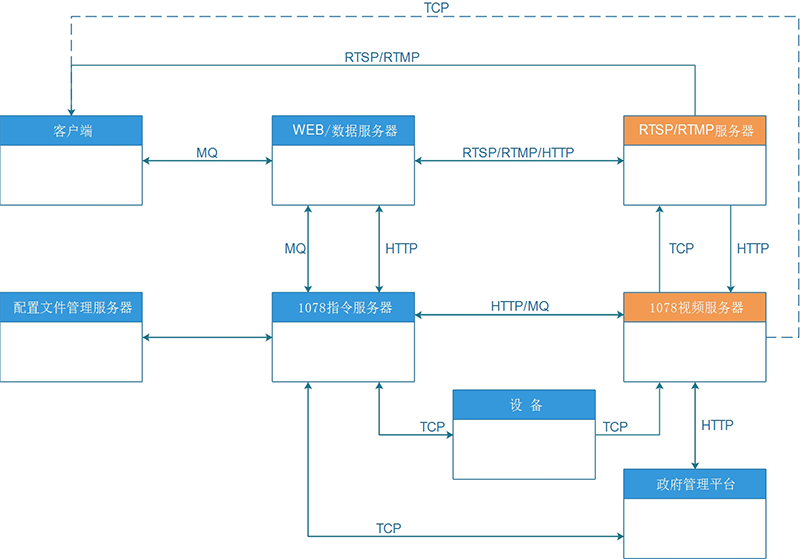 TCP
RTSP/RTMP
客户端
WEB/数据服务器
RTSP/RTMP服务器
MQ
RTSP/RTMP/HTTP
MQ
HTTP
TCP
HTTP
配置文件管理服务器
1078指令服务器
HTTP/MQ
1078视频服务器
设 备
TCP
TCP
HTTP
政府管理平台
TCP